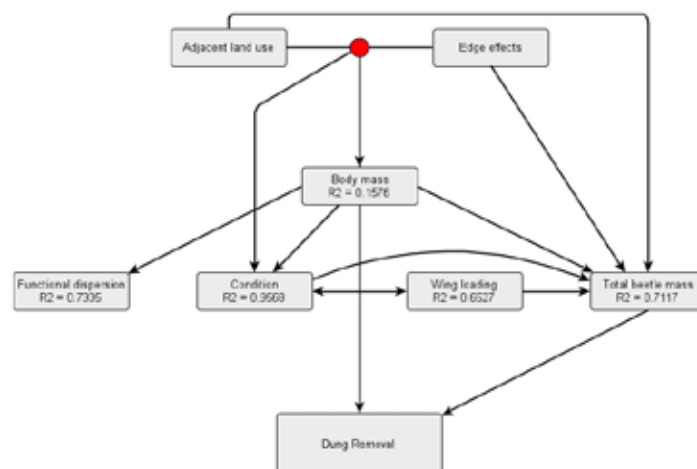 Adjacent land use
Edge effects
Body mass
R2 = 0.1576
Functional dispersion
R2 = 0.7335
Condition
R2 = 0.9568
Wing loading
R2 = 0.6527
Total beetle mass
R2 = 0.7117
Dung Removal